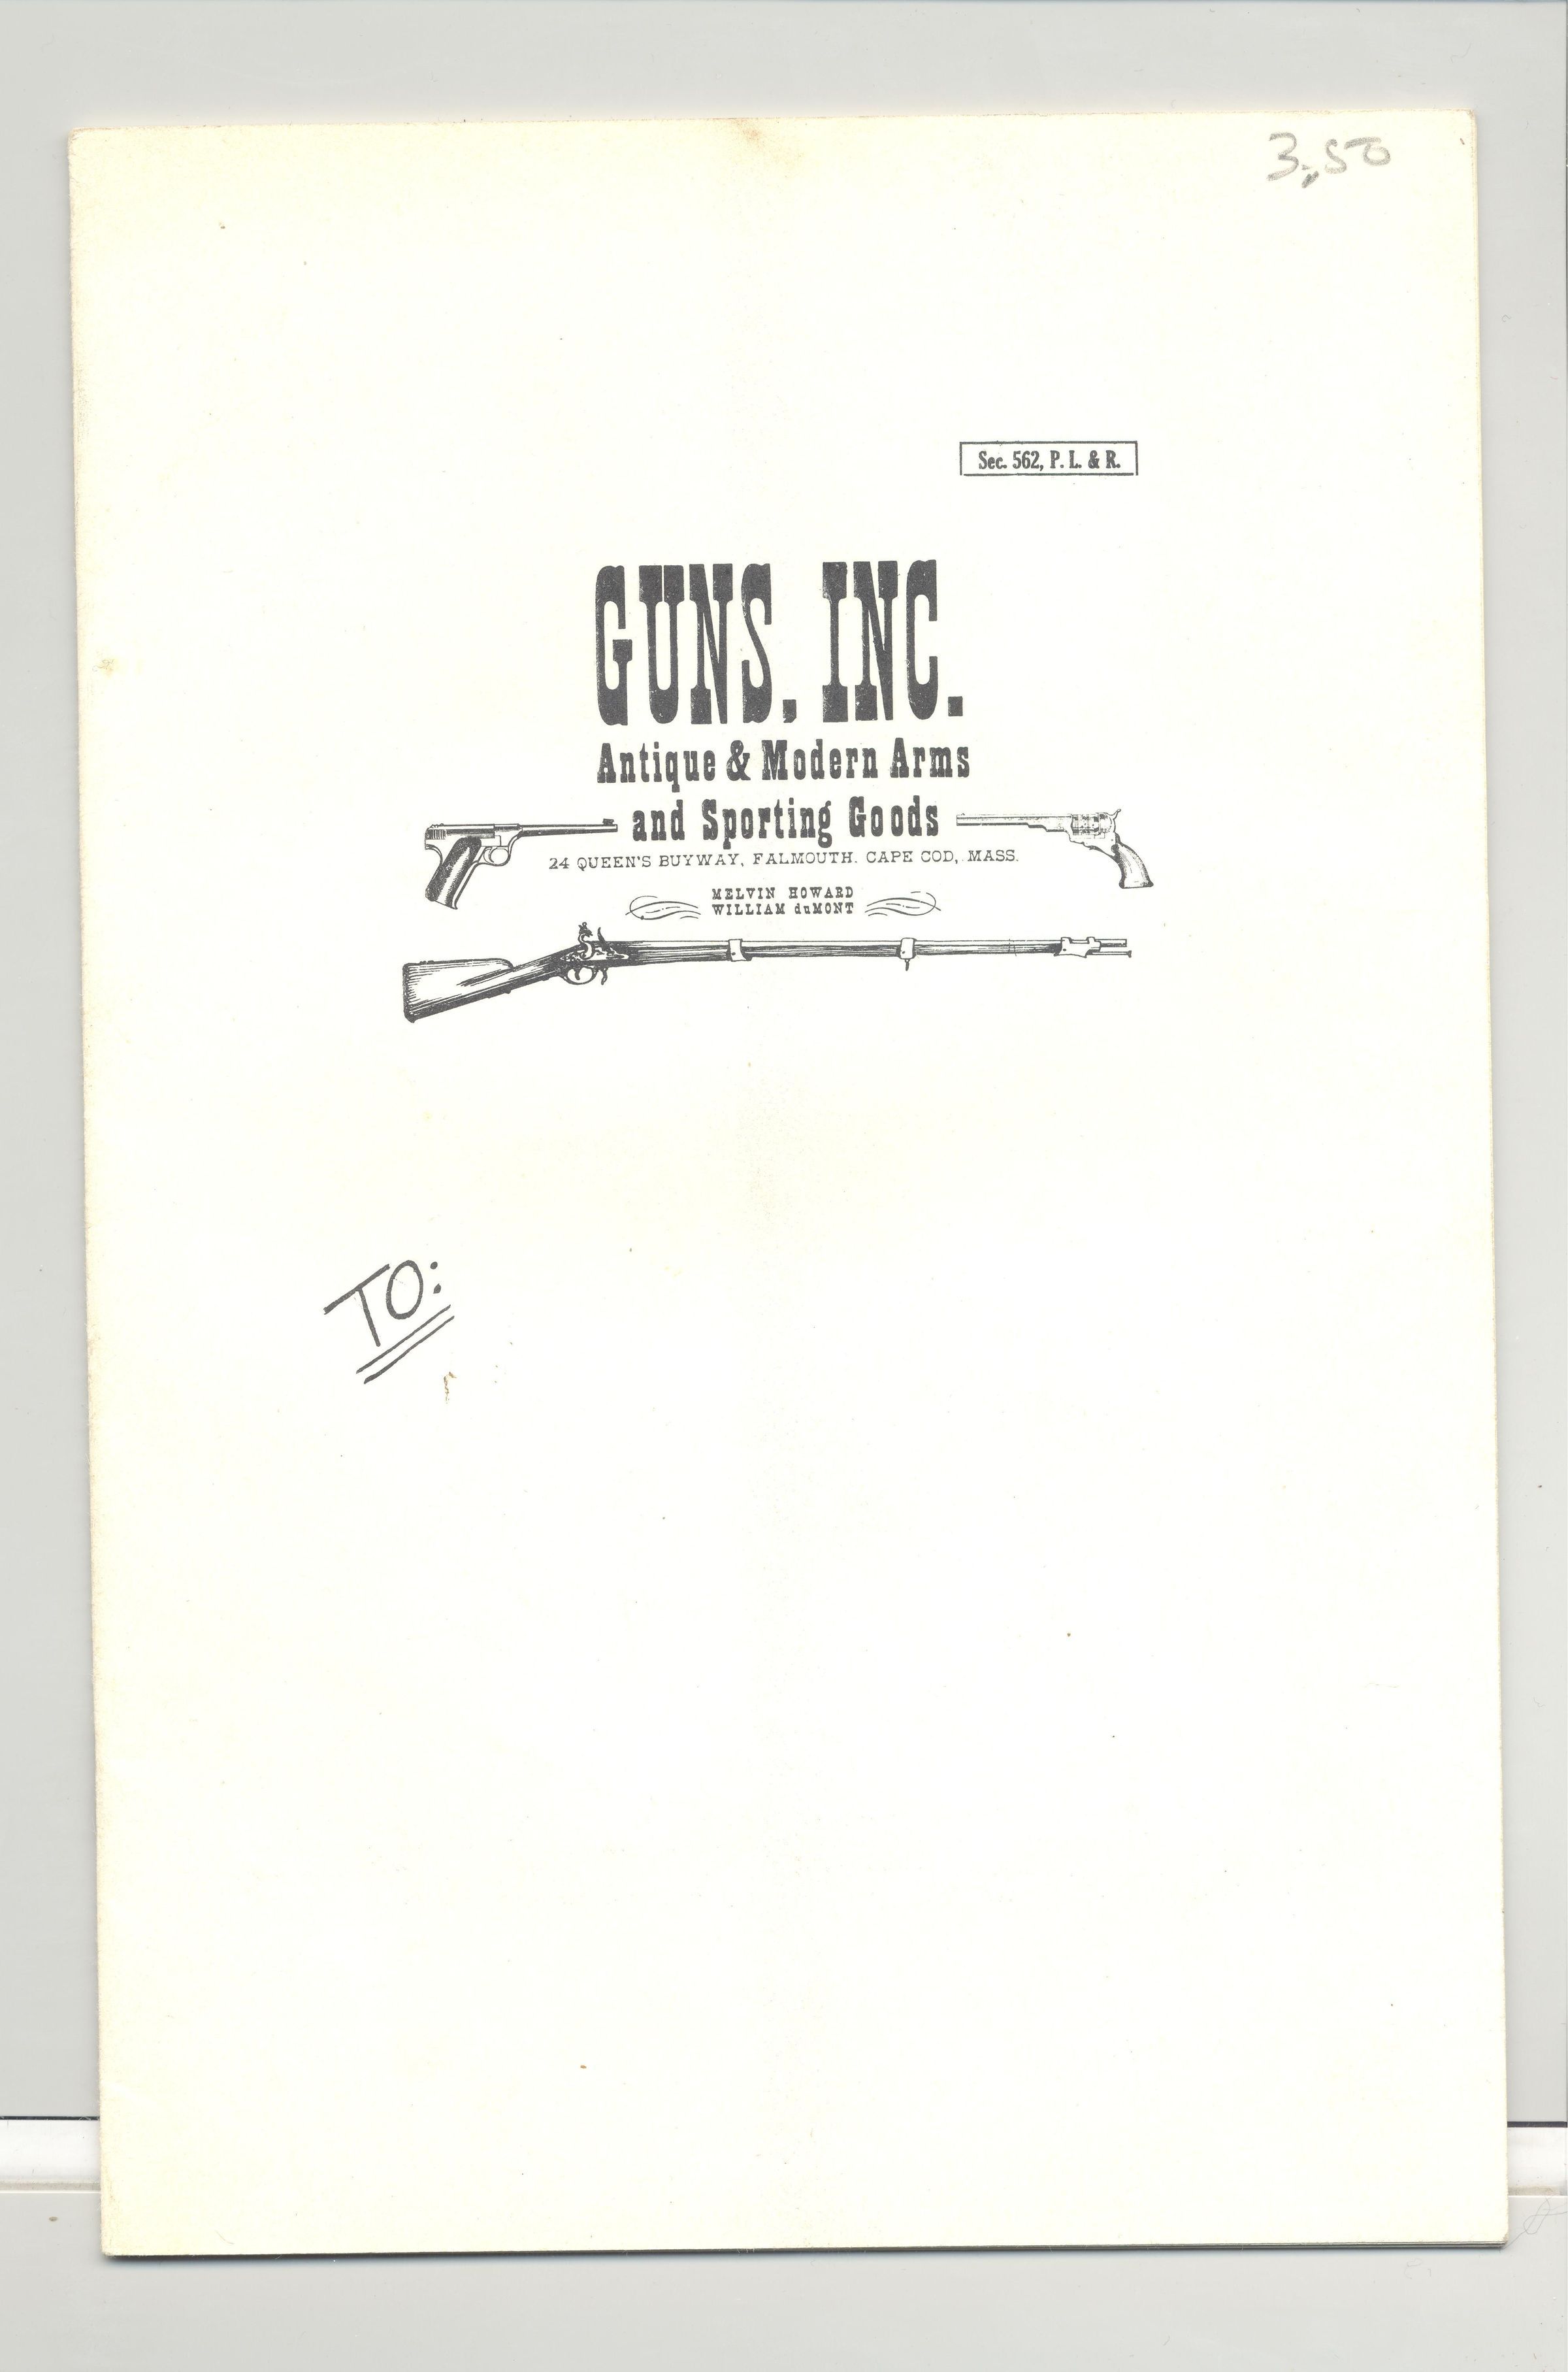 3.50
Sec. 562, P. L. & R.
GUNS, INC.
Antique & Modern Arms
and Sporting Goods
24 QUEEN'S BUYWAY, FALMOUTH. CAPE COD, MASS.
MELVIN HOWARD
WILLIAM duMONT
TO: